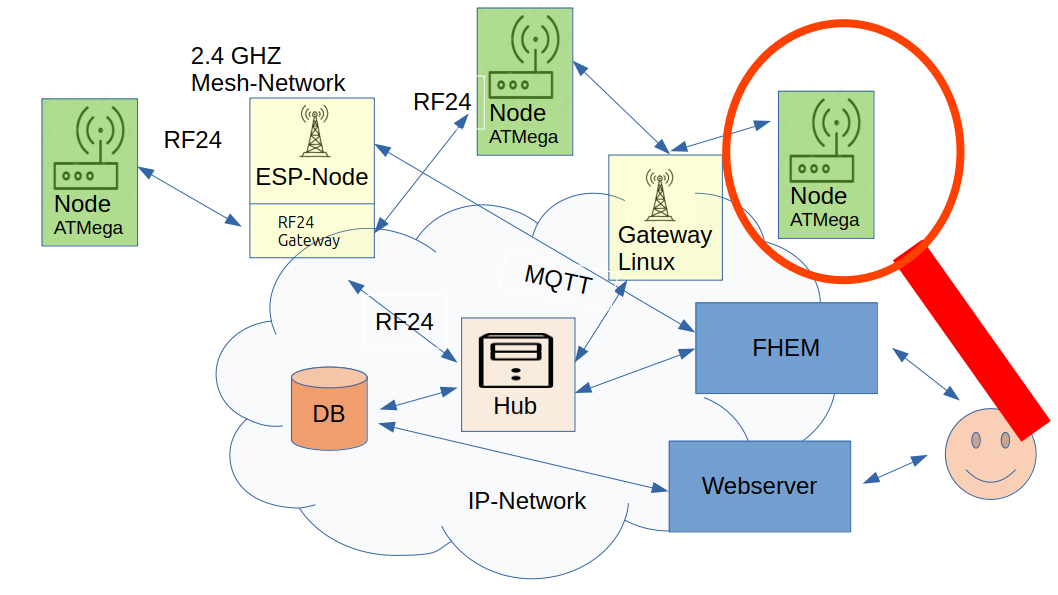 2.4 GHZ
Mesh-Network
RF24
Node
ATMega
ESP-Node
RF24
Gateway
RF24
Node
ATMega
Gateway
Linux
Node
ATMega
MQTT
RF24
Hub
FHEM
DB
Webserver
IP-Network